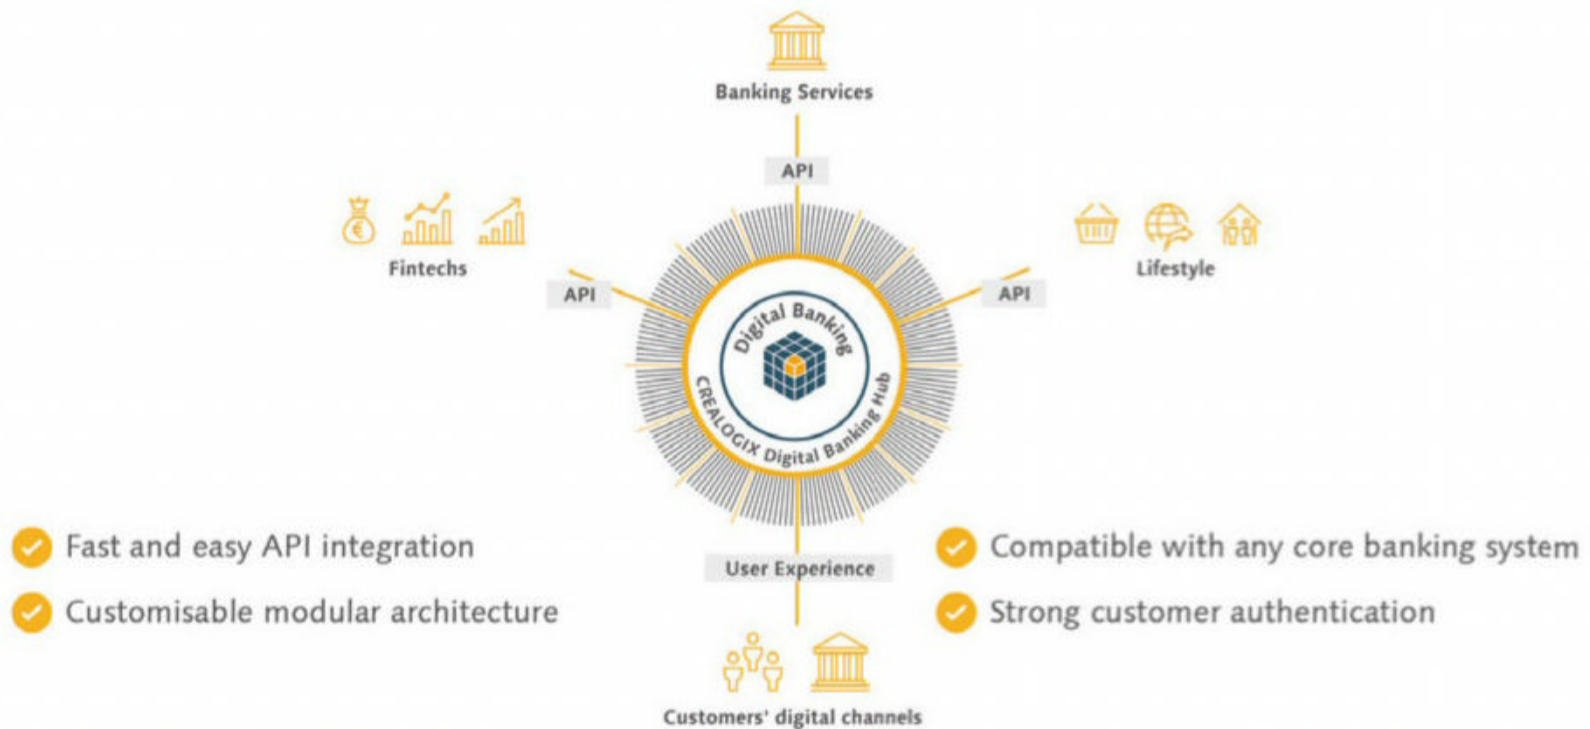 Banking Services
API
Fintechs
API
Lifestyle
API
Digital Banking
CREALOGIX Digital Banking Hub
Fast and easy API integration
Customisable modular architecture
Compatible with any core banking system
Strong customer authentication
User Experience
Customers' digital channels